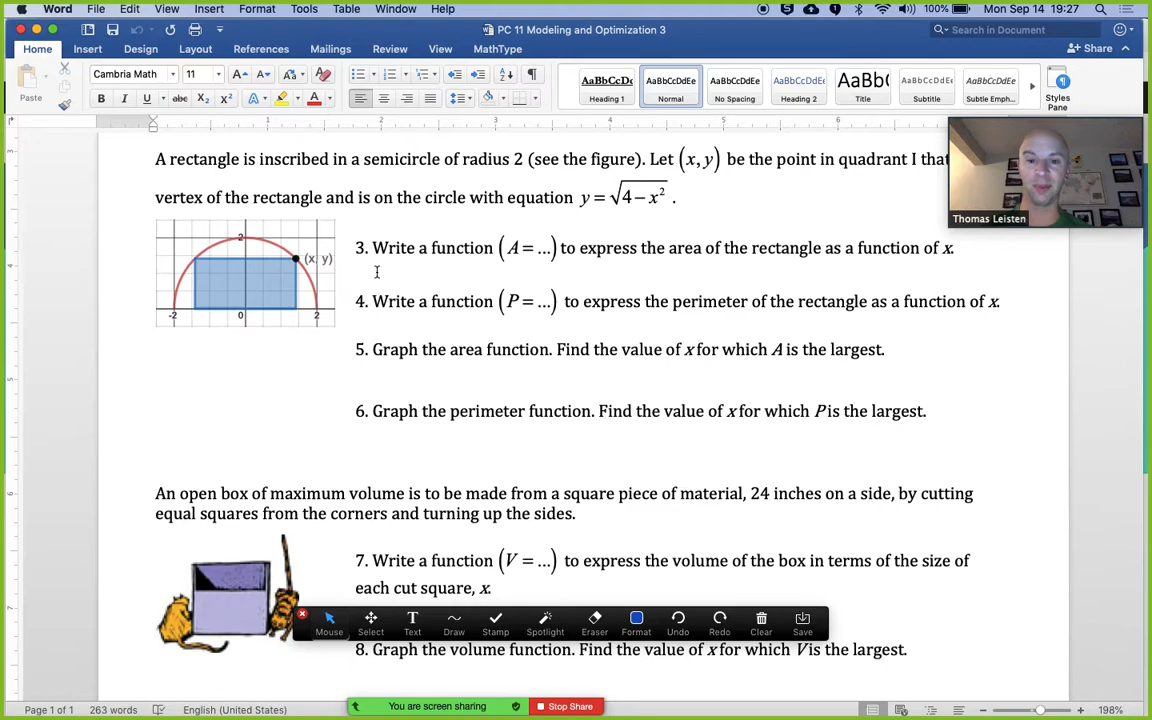 Word File Edit View Insert Format Tools Table Window Help 100% Mon Sep 14 19:27
PC 11 Modeling and Optimization 3
Search in Document
Home Insert Design Layout References Mailings Review View MathType
Share
Cambria Math 11
Paste
AaBbCcDc AaBbCcDdEe AaBbCcDdEe AaBbCcDdEe AaBb( AaBbCcDdEe AaBbCcDdEe
Heading 1 Normal No Spacing Heading 2 Title Subtitle Subtle Emph... Styles Pane
A rectangle is inscribed in a semicircle of radius 2 (see the figure). Let (x, y) be the point in quadrant I that
vertex of the rectangle and is on the circle with equation y = √4 − x² .
Thomas Leisten
2
(x, y)
-2 0 2
3. Write a function (A = ...) to express the area of the rectangle as a function of x.
4. Write a function (P = ...) to express the perimeter of the rectangle as a function of x.
5. Graph the area function. Find the value of x for which A is the largest.
6. Graph the perimeter function. Find the value of x for which P is the largest.
An open box of maximum volume is to be made from a square piece of material, 24 inches on a side, by cutting
equal squares from the corners and turning up the sides.
7. Write a function (V = ...) to express the volume of the box in terms of the size of
each cut square, x.
Mouse Select Text Draw Stamp Spotlight Eraser Format Undo Redo Clear Save
8. Graph the volume function. Find the value of x for which V is the largest.
You are screen sharing Stop Share
Page 1 of 1 263 words English (United States) 198%